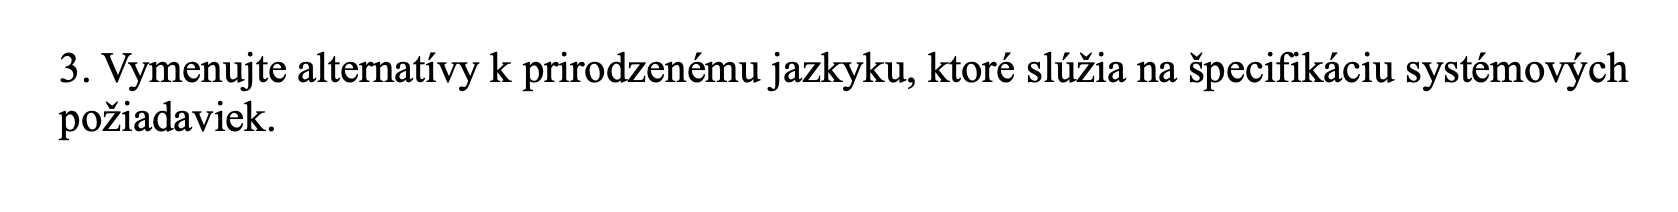 3. Vymenujte alternatívy k prirodzenému jazkyku, ktoré slúžia na špecifikáciu systémových
požiadaviek.